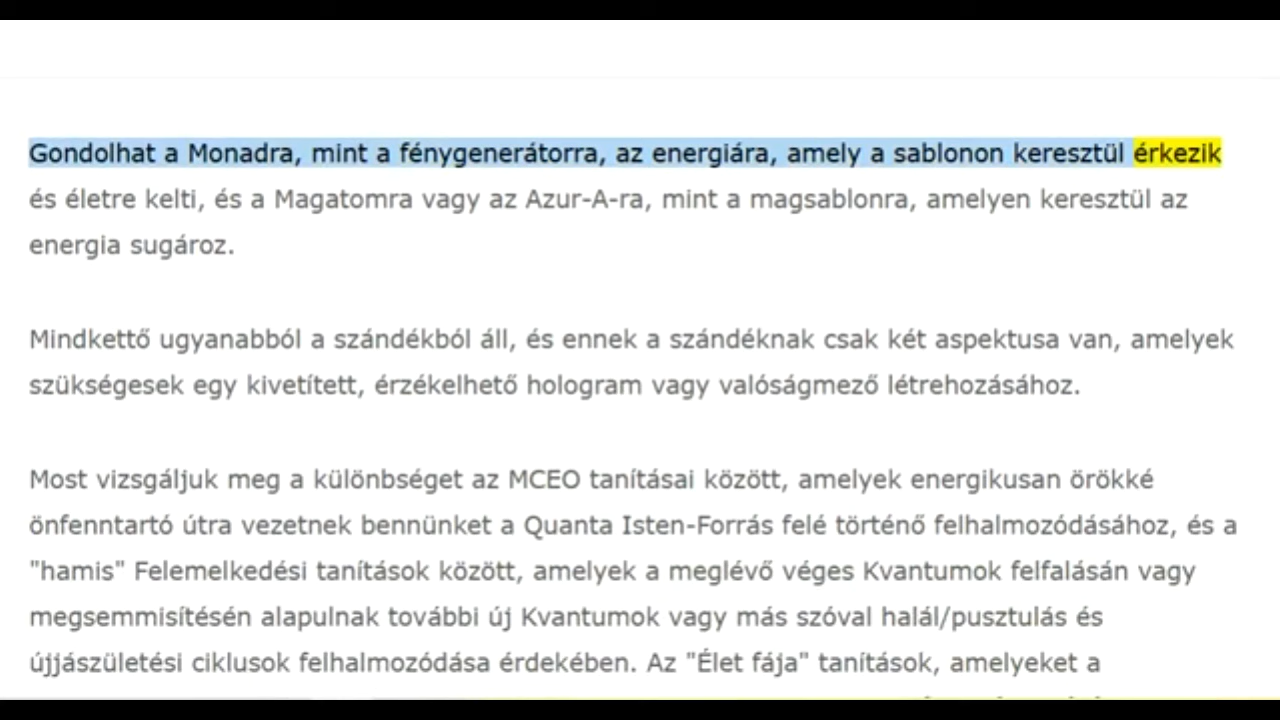 Gondolhat a Monadra, mint a fénygenerátorra, az energiára, amely a sablonon keresztül érkezik
és életre kelti, és a Magatomra vagy az Azur-A-ra, mint a magsablonra, amelyen keresztül az
energia sugároz.
Mindkettő ugyanabból a szándékból áll, és ennek a szándéknak csak két aspektusa van, amelyek
szükségesek egy kivetített, érzékelhető hologram vagy valóságmező létrehozásához.
Most vizsgáljuk meg a különbséget az MCEO tanításai között, amelyek energikusan örökké
önfenntartó útra vezetnek bennünket a Quanta Isten-Forrás felé történő felhalmozódásához, és a
"hamis" Felemelkedési tanítások között, amelyek a meglévő véges Kvantumok felfalásán vagy
megsemmisítésén alapulnak további új Kvantumok vagy más szóval halál/pusztulás és
újjászületési ciklusok felhalmozódása érdekében. Az "Élet fája" tanítások, amelyeket a